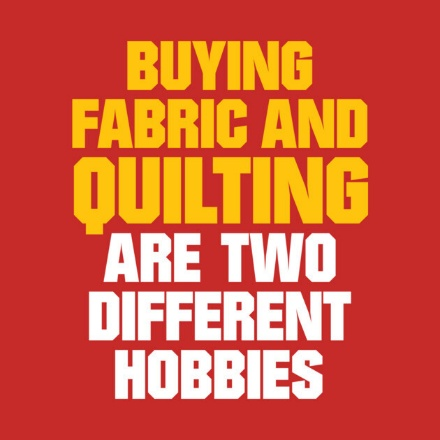 BUYING
FABRIC AND
QUILTING
ARE TWO
DIFFERENT
HOBBIES